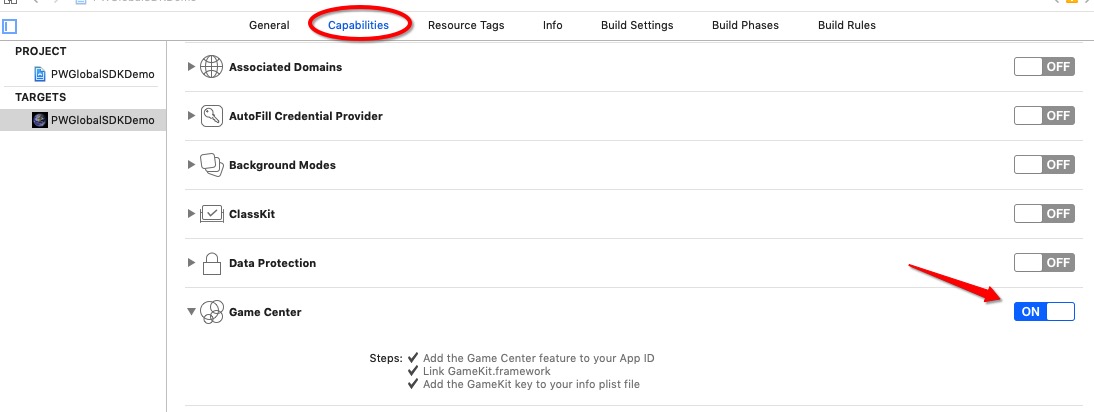 PWGlobalSDKDemo
General Capabilities Resource Tags Info Build Settings Build Phases Build Rules
PROJECT
PWGlobalSDKDemo
TARGETS
PWGlobalSDKDemo
Associated Domains OFF
AutoFill Credential Provider OFF
Background Modes OFF
ClassKit OFF
Data Protection OFF
Game Center ON
Steps: ✔ Add the Game Center feature to your App ID
✔ Link GameKit.framework
✔ Add the GameKit key to your info plist file